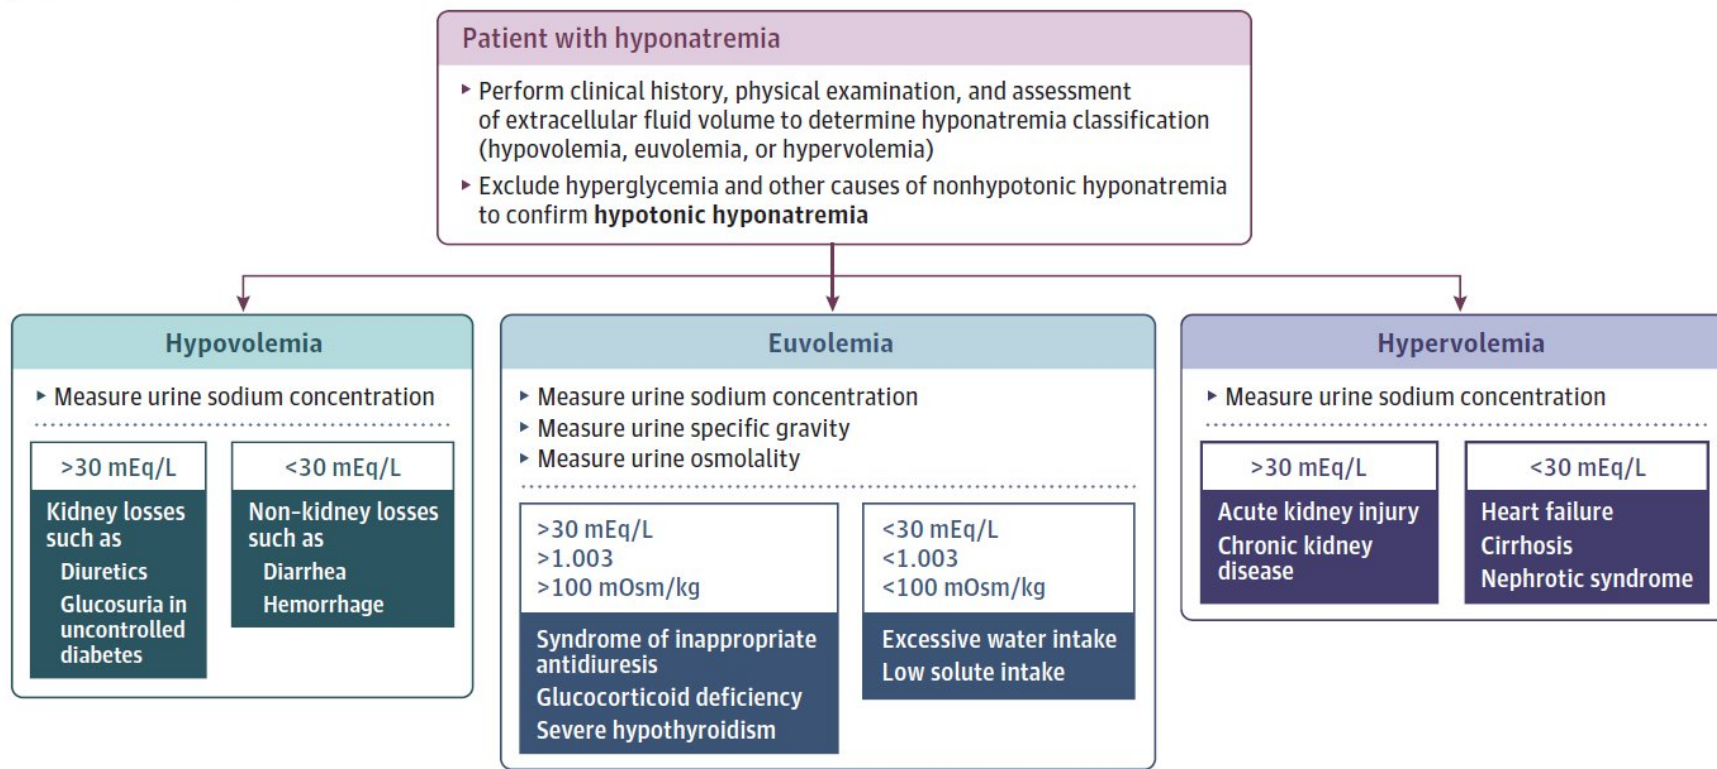 Patient with hyponatremia
▸ Perform clinical history, physical examination, and assessment
of extracellular fluid volume to determine hyponatremia classification
(hypovolemia, euvolemia, or hypervolemia)
▸ Exclude hyperglycemia and other causes of nonhypotonic hyponatremia
to confirm hypotonic hyponatremia
Hypovolemia
▸ Measure urine sodium concentration
>30 mEq/L
Kidney losses
such as
Diuretics
Glucosuria in
uncontrolled
diabetes
<30 mEq/L
Non-kidney losses
such as
Diarrhea
Hemorrhage
Euvolemia
▸ Measure urine sodium concentration
▸ Measure urine specific gravity
▸ Measure urine osmolality
>30 mEq/L
>1.003
>100 mOsm/kg
Syndrome of inappropriate
antidiuresis
Glucocorticoid deficiency
Severe hypothyroidism
<30 mEq/L
<1.003
<100 mOsm/kg
Excessive water intake
Low solute intake
Hypervolemia
▸ Measure urine sodium concentration
>30 mEq/L
Acute kidney injury
Chronic kidney
disease
<30 mEq/L
Heart failure
Cirrhosis
Nephrotic syndrome